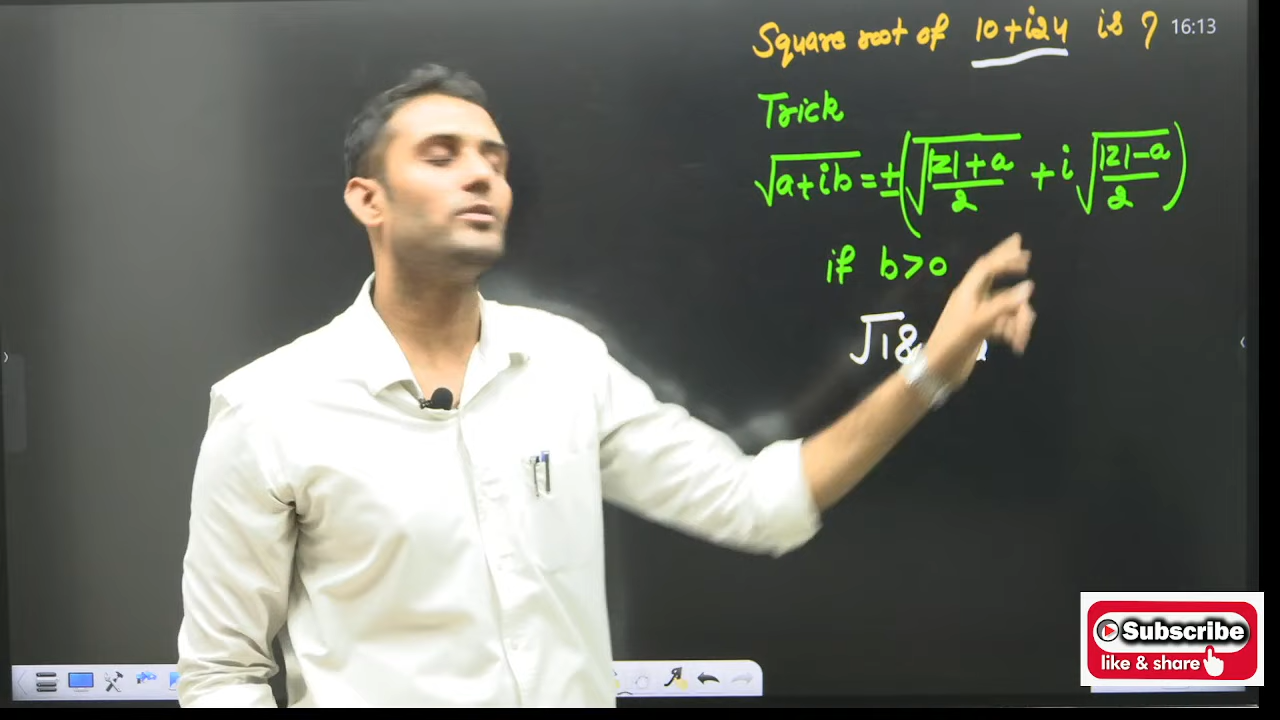 Square root of 10+i24 is ? 16:13
Trick
√a+ib = ±(√|z|+a/2 + i√|z|-a/2)
if b>0
√18
Subscribe
like & share